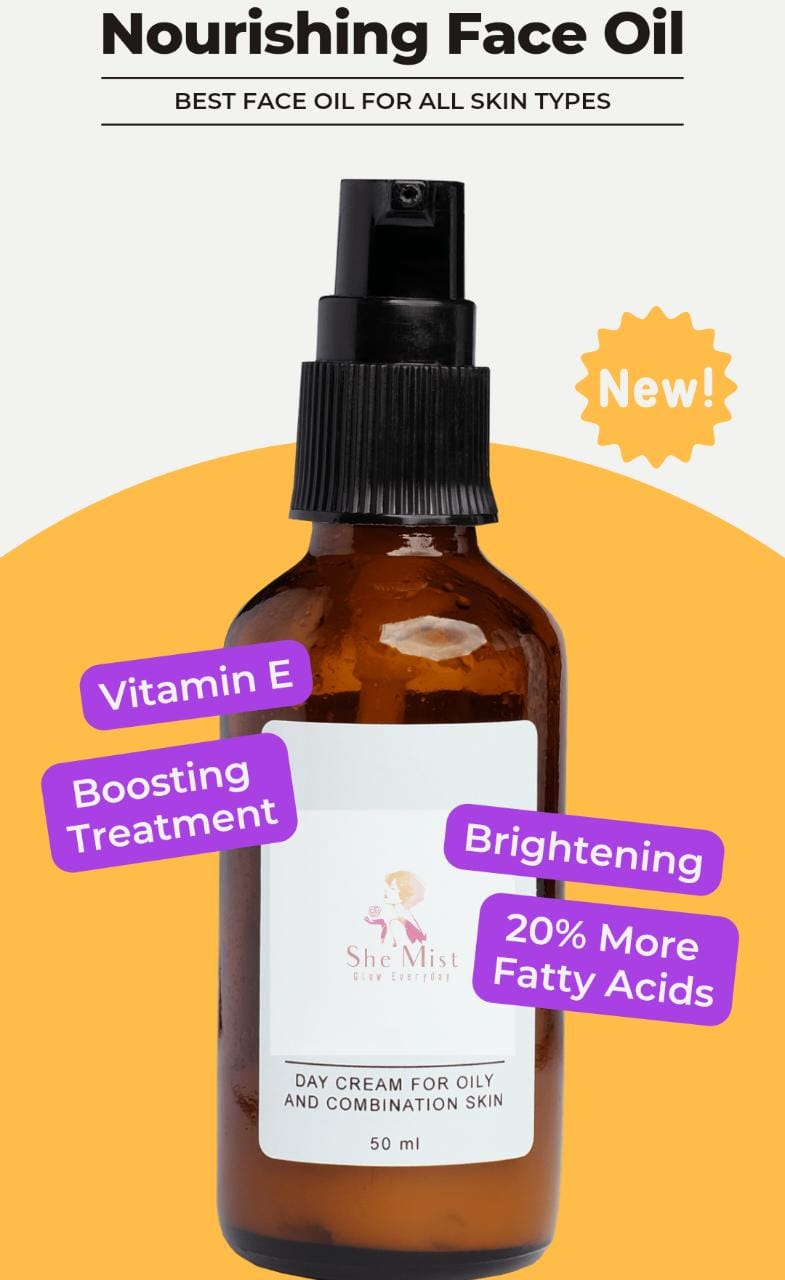 Nourishing Face Oil
BEST FACE OIL FOR ALL SKIN TYPES
New!
Vitamin E
Boosting
Treatment
Brightening
20% More
Fatty Acids
She Mist
Glow Everyday
DAY CREAM FOR OILY
AND COMBINATION SKIN
50 ml